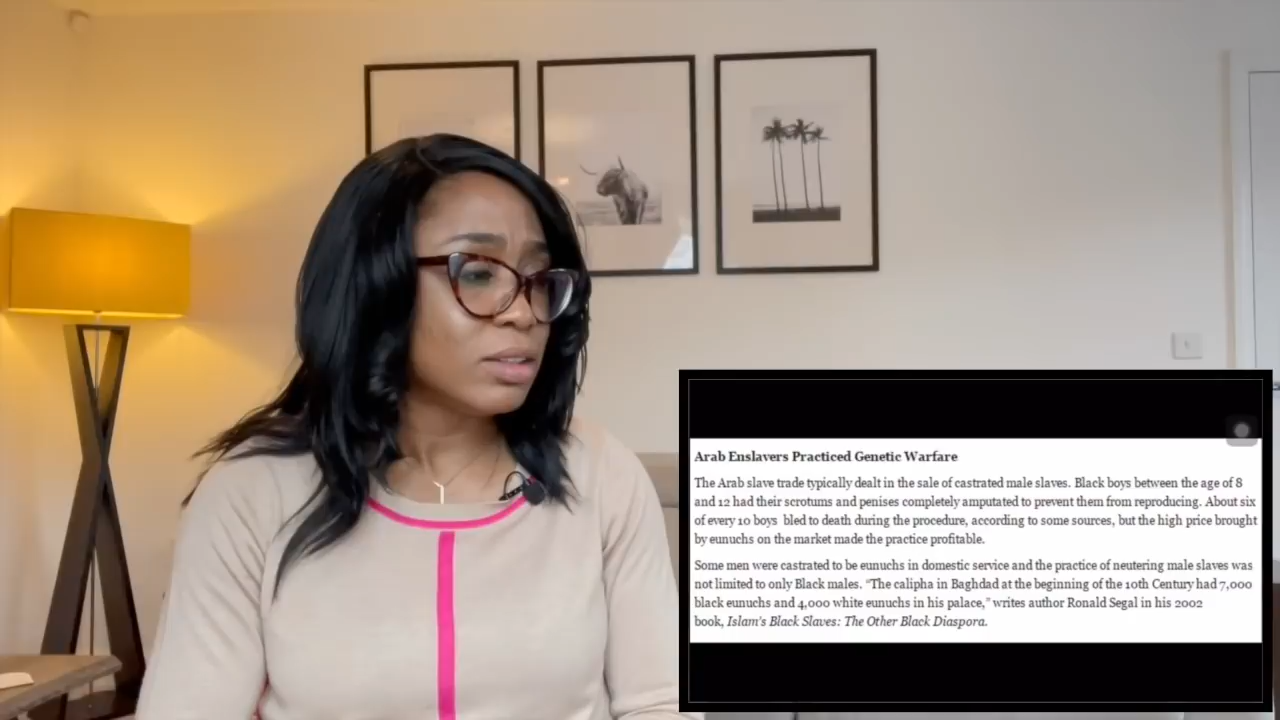 Arab Enslavers Practiced Genetic Warfare
The Arab slave trade typically dealt in the sale of castrated male slaves. Black boys between the age of 8
and 12 had their scrotums and penises completely amputated to prevent them from reproducing. About six
of every 10 boys bled to death during the procedure, according to some sources, but the high price brought
by eunuchs on the market made the practice profitable.
Some men were castrated to be eunuchs in domestic service and the practice of neutering male slaves was
not limited to only Black males. “The calipha in Baghdad at the beginning of the 10th Century had 7,000
black eunuchs and 4,000 white eunuchs in his palace,” writes author Ronald Segal in his 2002
book, Islam's Black Slaves: The Other Black Diaspora.